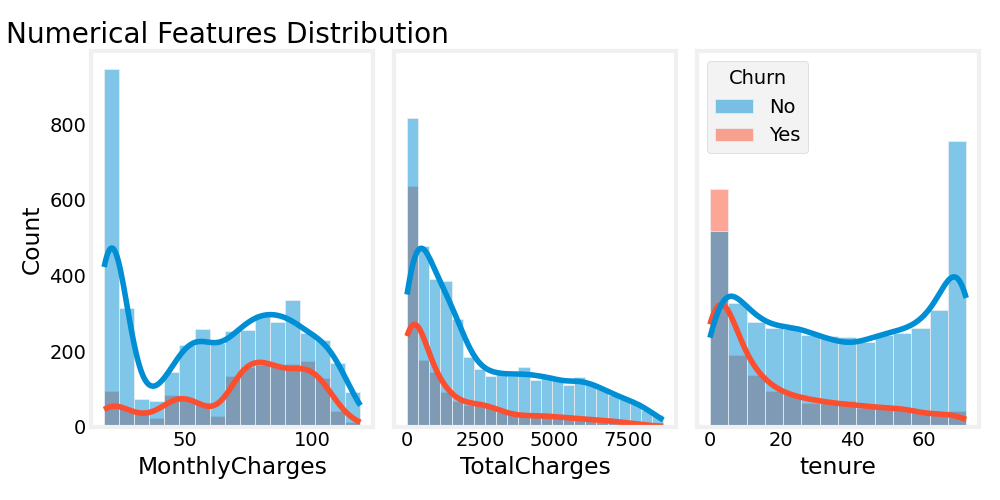 Numerical Features Distribution
Churn
No
Yes
Count
800
600
400
200
0
50 100
0 2500 5000 7500
0 20 40 60
MonthlyCharges
TotalCharges
tenure